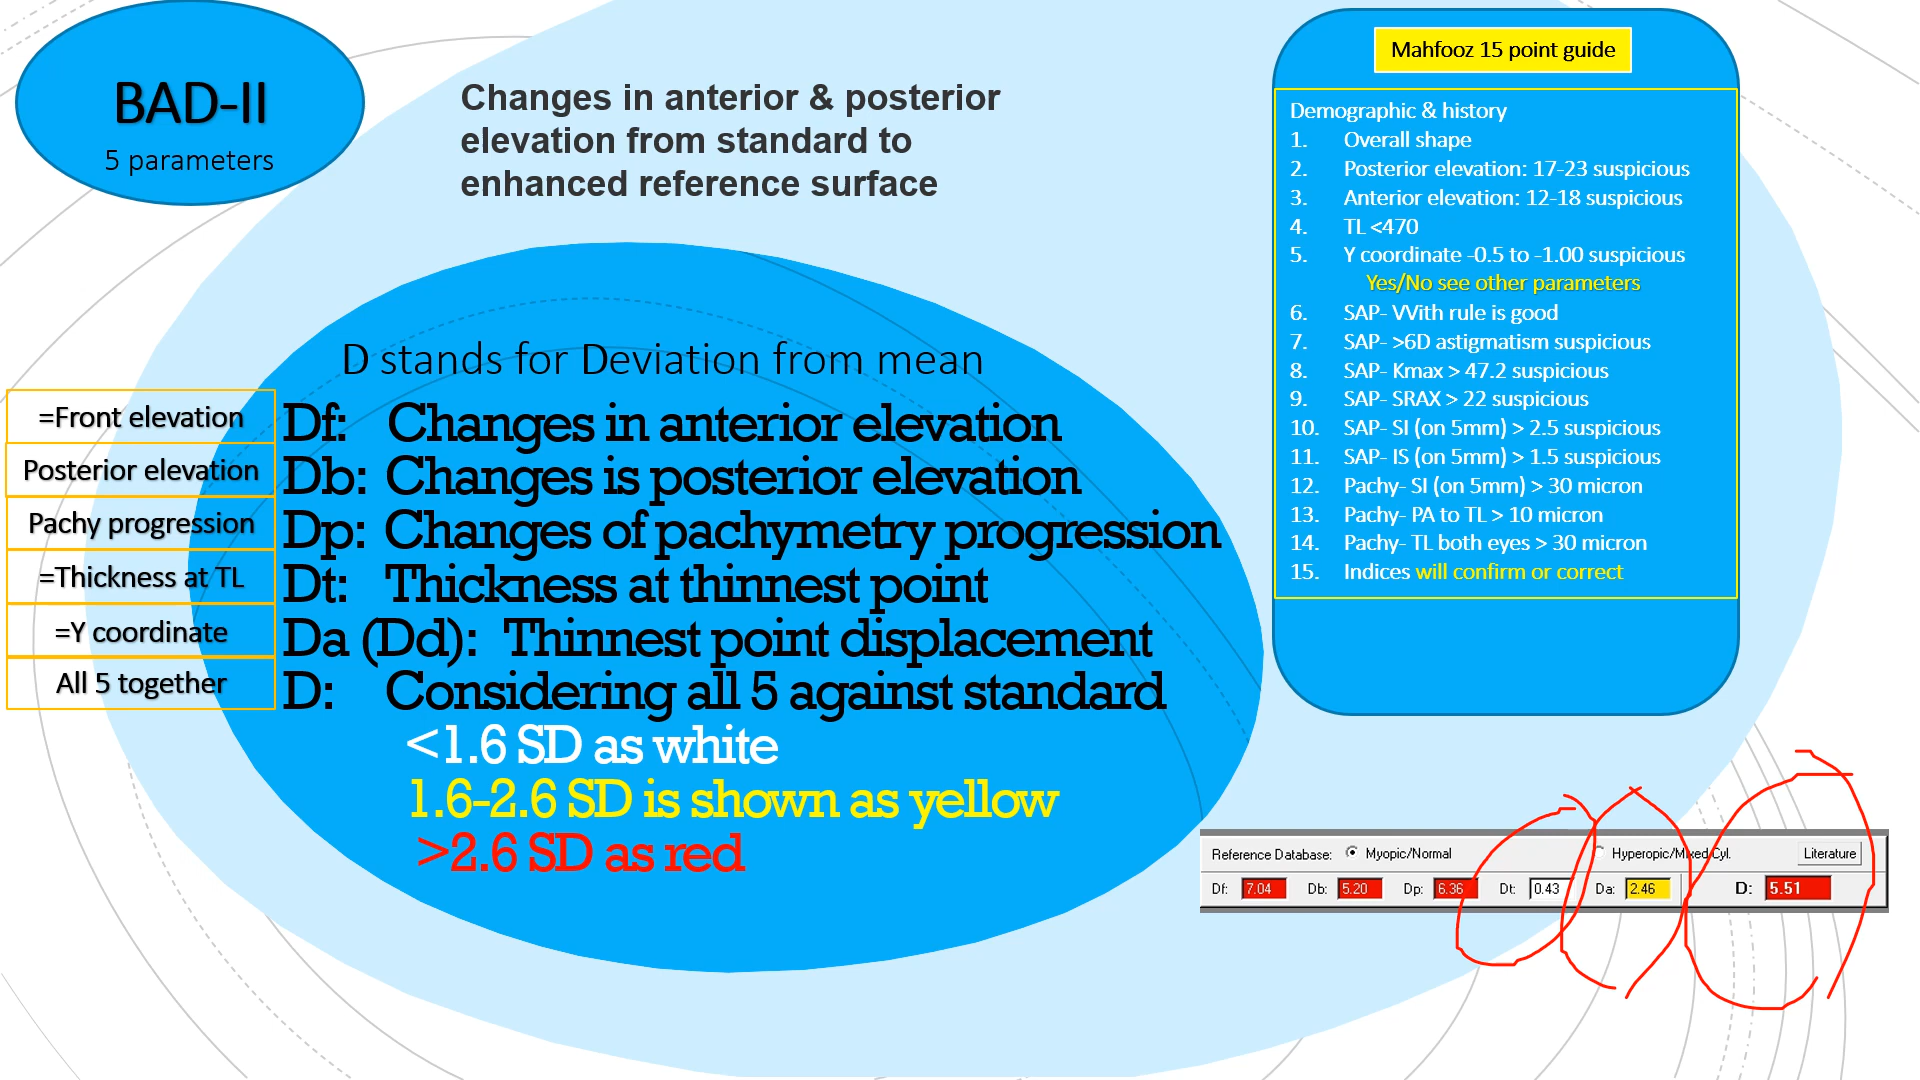 BAD-II
5 parameters
Changes in anterior & posterior
elevation from standard to
enhanced reference surface
D stands for Deviation from mean
=Front elevation
Df: Changes in anterior elevation
Posterior elevation
Db: Changes is posterior elevation
Pachy progression
Dp: Changes of pachymetry progression
=Thickness at TL
Dt: Thickness at thinnest point
=Y coordinate
Da (Dd): Thinnest point displacement
All 5 together
D: Considering all 5 against standard
<1.6 SD as white
1.6-2.6 SD is shown as yellow
>2.6 SD as red
Mahfooz 15 point guide
Demographic & history
1. Overall shape
2. Posterior elevation: 17-23 suspicious
3. Anterior elevation: 12-18 suspicious
4. TL <470
5. Y coordinate -0.5 to -1.00 suspicious
Yes/No see other parameters
6. SAP- VVith rule is good
7. SAP- >6D astigmatism suspicious
8. SAP- Kmax > 47.2 suspicious
9. SAP- SRAX > 22 suspicious
10. SAP- SI (on 5mm) > 2.5 suspicious
11. SAP- IS (on 5mm) > 1.5 suspicious
12. Pachy- SI (on 5mm) > 30 micron
13. Pachy- PA to TL > 10 micron
14. Pachy- TL both eyes > 30 micron
15. Indices will confirm or correct
Reference Database: Myopic/Normal Hyperopic/Mixed Cyl. Literature
Df: 7.04 Db: 5.20 Dp: 6.36 Dt: 0.43 Da: 2.46 D: 5.51